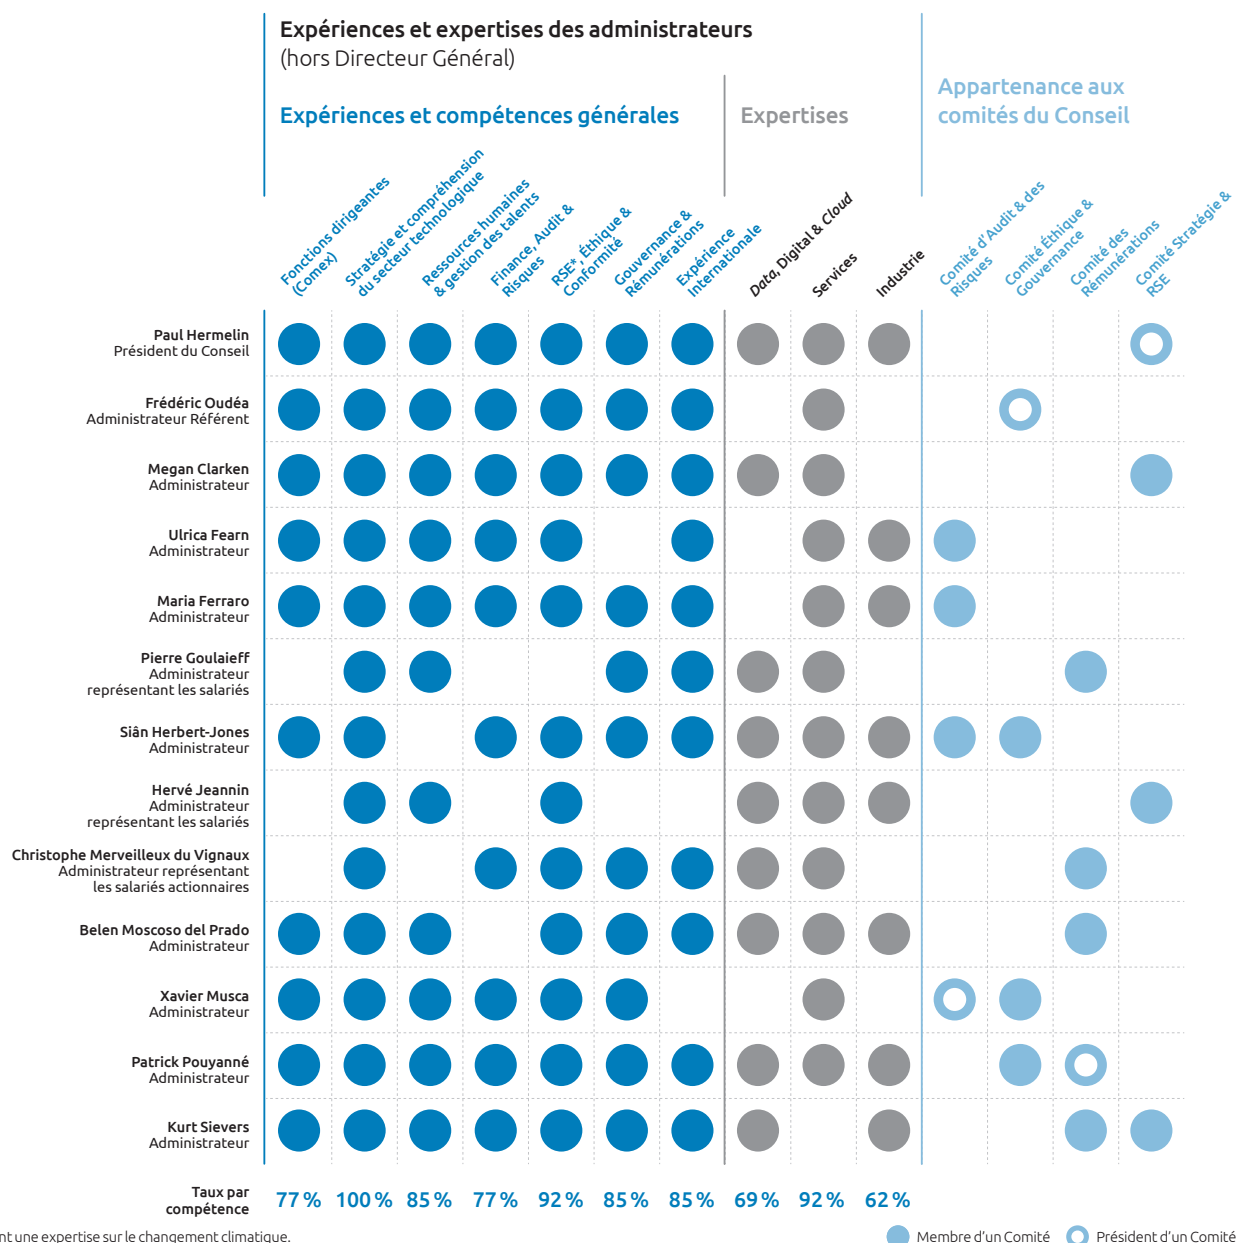 Expériences et expertises des administrateurs
(hors Directeur Général)
Expériences et compétences générales
Expertises
Appartenance aux
comités du Conseil
Fonctions dirigeantes
(Comex)
Stratégie et compréhension
du secteur technologique
Ressources humaines
& gestion des talents
Finance, Audit &
Risques
RSE*, Éthique &
Conformité
Gouvernance &
Rémunérations
Expérience
Internationale
Data, Digital & Cloud
Services
Industrie
Comité d'Audit & des
Risques
Comité Éthique &
Gouvernance
Comité des
Rémunérations
Comité Stratégie &
RSE
Paul Hermelin
Président du Conseil
Frédéric Oudéa
Administrateur Référent
Megan Clarken
Administrateur
Ulrica Fearn
Administrateur
Maria Ferraro
Administrateur
Pierre Goulaieff
Administrateur
représentant les salariés
Siân Herbert-Jones
Administrateur
Hervé Jeannin
Administrateur
représentant les salariés
Christophe Merveilleux du Vignaux
Administrateur représentant
les salariés actionnaires
Belen Moscoso del Prado
Administrateur
Xavier Musca
Administrateur
Patrick Pouyanné
Administrateur
Kurt Sievers
Administrateur
Taux par
compétence
77 % 100 % 85 % 77 % 92 % 85 % 85 % 69 % 92 % 62 %
nt une expertise sur le changement climatique.
Membre d'un Comité
Président d'un Comité